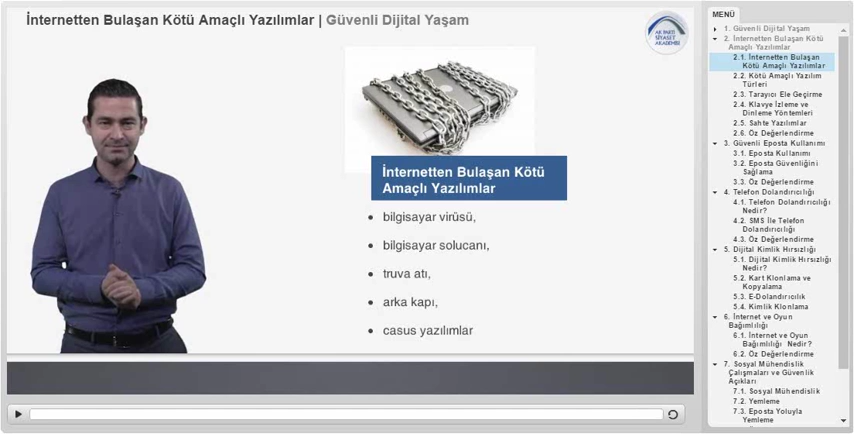 İnternetten Bulaşan Kötü Amaçlı Yazılımlar | Güvenli Dijital Yaşam
AK PARTİ
SİYASET
AKADEMİSİ
İnternetten Bulaşan Kötü
Amaçlı Yazılımlar
• bilgisayar virüsü,
• bilgisayar solucanı,
• truva atı,
• arka kapı,
• casus yazılımlar
MENÜ
1. Güvenli Dijital Yaşam
2. İnternetten Bulaşan Kötü
Amaçlı Yazılımlar
2.1. İnternetten Bulaşan
Kötü Amaçlı Yazılımlar
2.2. Kötü Amaçlı Yazılım
Türleri
2.3. Tarayıcı Ele Geçirme
2.4. Klavye İzleme ve
Dinleme Yöntemleri
2.5. Sahte Yazılımlar
2.6. Öz Değerlendirme
3. Güvenli Eposta Kullanımı
3.1. Eposta Kullanımı
3.2. Eposta Güvenliğini
Sağlama
3.3. Öz Değerlendirme
4. Telefon Dolandırıcılığı
4.1. Telefon Dolandırıcılığı
Nedir?
4.2. SMS İle Telefon
Dolandırıcılığı
4.3. Öz Değerlendirme
5. Dijital Kimlik Hırsızlığı
5.1. Dijital Kimlik Hırsızlığı
Nedir?
5.2. Kart Klonlama ve
Kopyalama
5.3. E-Dolandırıcılık
5.4. Kimlik Klonlama
6. İnternet ve Oyun
Bağımlılığı
6.1. İnternet ve Oyun
Bağımlılığı Nedir?
6.2. Öz Değerlendirme
7. Sosyal Mühendislik
Çalışmaları ve Güvenlik
Açıkları
7.1. Sosyal Mühendislik
7.2. Yemleme
7.3. Eposta Yoluyla
Yemleme